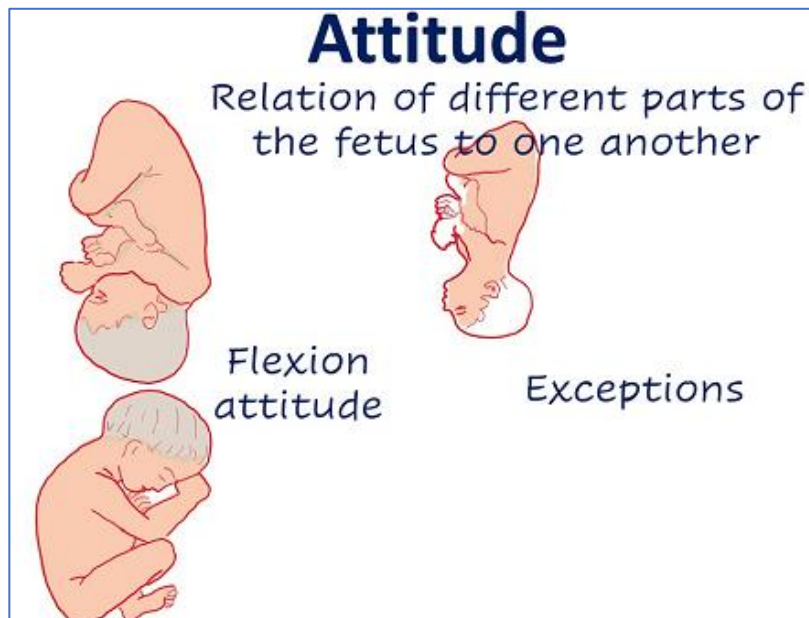 Attitude
Relation of different parts of
the fetus to one another
Flexion
attitude
Exceptions